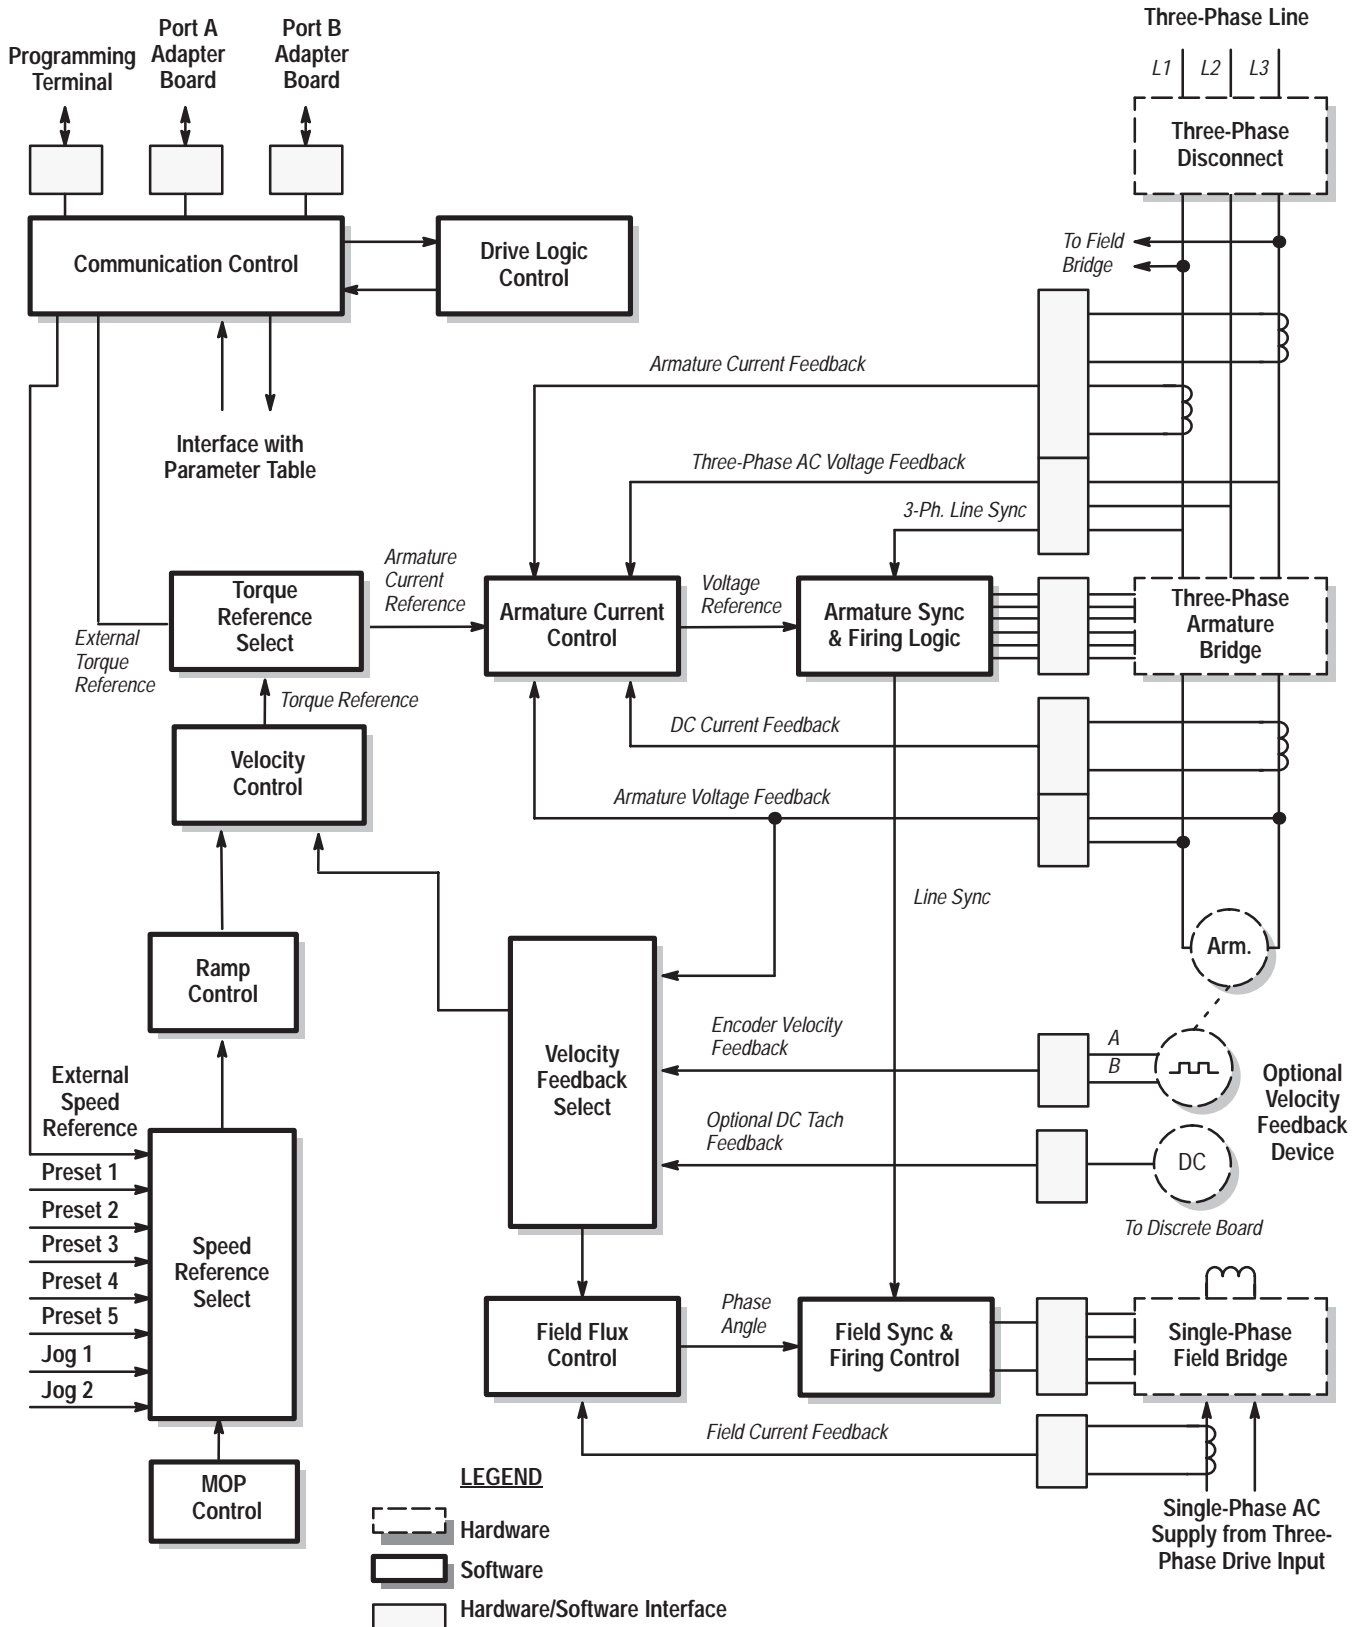 Three-Phase Line
Port A
Adapter
Board
Port B
Adapter
Board
Programming
Terminal
L1
L2
L3
Three-Phase
Disconnect
Communication Control
Drive Logic
Control
To Field
Bridge
Armature Current Feedback
Interface with
Parameter Table
Three-Phase AC Voltage Feedback
3-Ph. Line Sync
Torque
Reference
Select
Armature
Current
Reference
Armature Current
Control
Voltage
Reference
Armature Sync
& Firing Logic
Three-Phase
Armature
Bridge
External
Torque
Reference
Torque Reference
Velocity
Control
DC Current Feedback
Armature Voltage Feedback
Line Sync
Arm.
Ramp
Control
Encoder Velocity
Feedback
A
B
Velocity
Feedback
Select
Optional
Velocity
Feedback
Device
External
Speed
Reference
Optional DC Tach
Feedback
DC
To Discrete Board
Preset 1
Preset 2
Preset 3
Preset 4
Preset 5
Jog 1
Jog 2
Speed
Reference
Select
Field Flux
Control
Phase
Angle
Field Sync &
Firing Control
Single-Phase
Field Bridge
Field Current Feedback
MOP
Control
LEGEND
Hardware
Software
Hardware/Software Interface
Single-Phase AC
Supply from Three-
Phase Drive Input